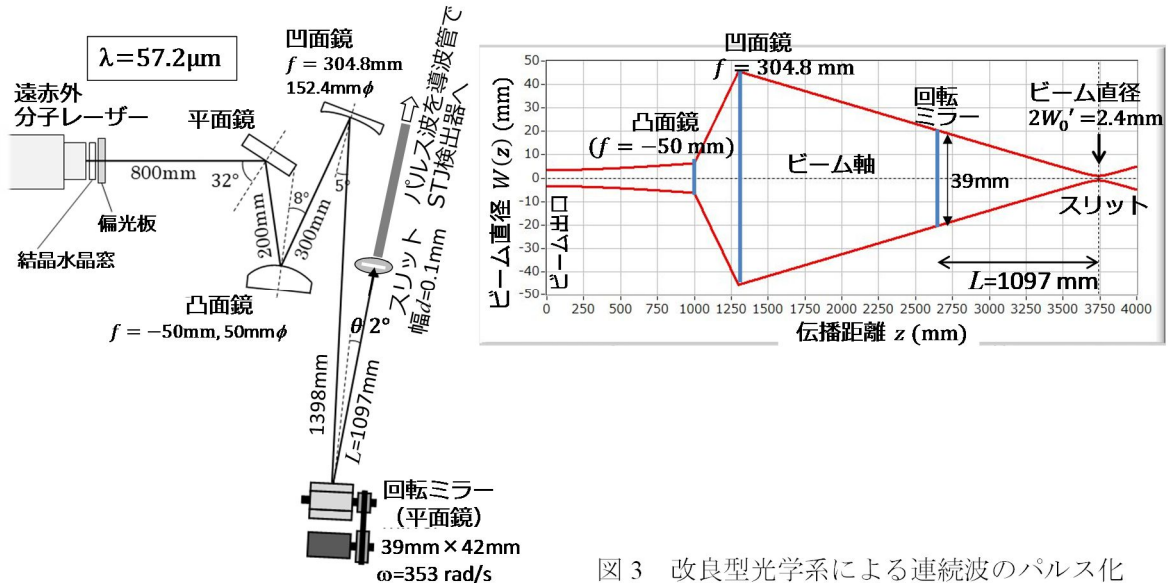 λ=57.2μm
遠赤外
分子レーザー
平面鏡
凹面鏡
f = 304.8mm
152.4mmϕ
パルス波を導波管で
STJ検出器へ
800mm
32°
偏光板
結晶水晶窓
200mm
8°
300mm
5°
凸面鏡
f = −50mm, 50mmϕ
スリット
幅d=0.1mm
θ 2°
1398mm
L=1097mm
回転ミラー
（平面鏡）
39mm×42mm
ω=353 rad/s
凹面鏡
f = 304.8 mm
凸面鏡
(f = −50 mm)
回転
ミラー
ビーム直径
2W₀'=2.4mm
ビーム軸
39mm
スリット
L=1097 mm
ビーム出口
ビーム直径 W(z) (mm)
50
40
30
20
10
0
-10
-20
-30
-40
-50
0 250 500 750 1000 1250 1500 1750 2000 2250 2500 2750 3000 3250 3500 3750 4000
伝播距離 z (mm)
図3 改良型光学系による連続波のパルス化